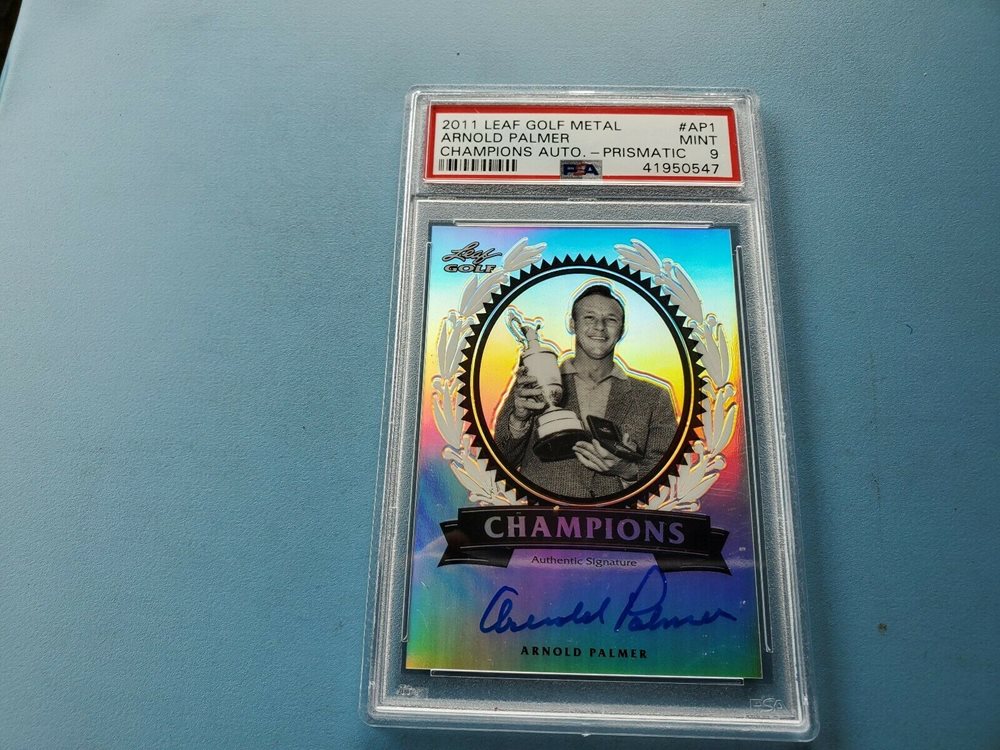 2011 LEAF GOLF METAL #AP1
ARNOLD PALMER MINT
CHAMPIONS AUTO.-PRISMATIC 9
PSA 41950547
Leaf
GOLF
CHAMPIONS
Authentic Signature
Arnold Palmer
ARNOLD PALMER
PSA